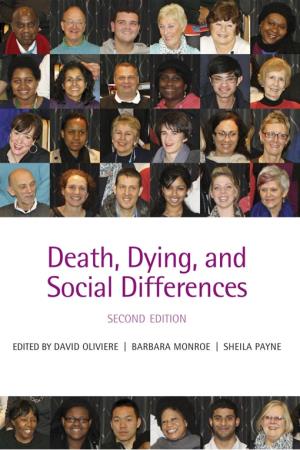 Death, Dying, and
Social Differences
SECOND EDITION
EDITED BY DAVID OLIVIERE | BARBARA MONROE | SHEILA PAYNE